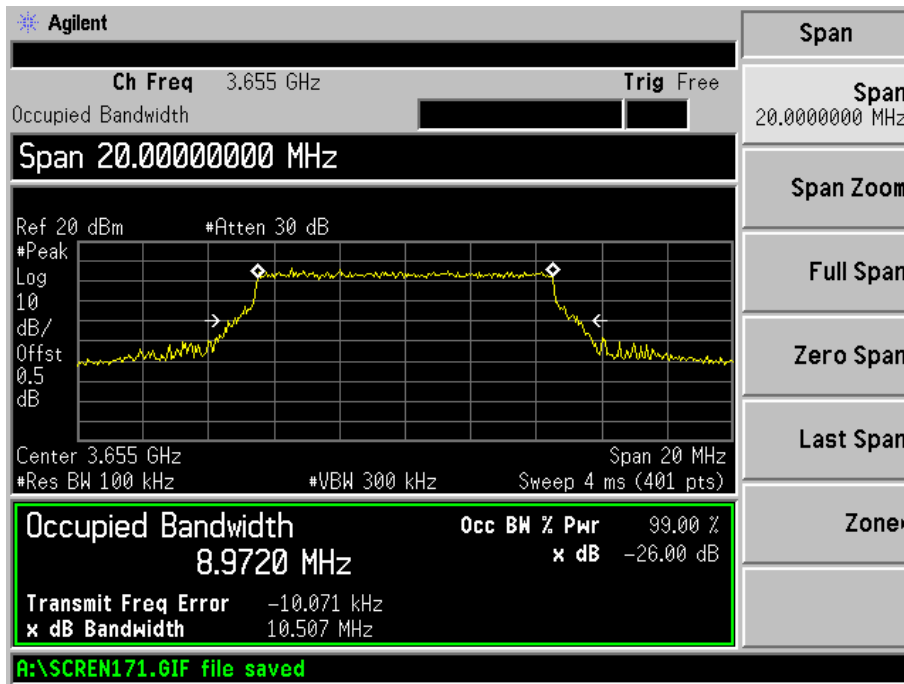 Agilent
Span
Ch Freq 3.655 GHz Trig Free
Occupied Bandwidth
Span 20.00000000 MHz
Ref 20 dBm #Atten 30 dB
#Peak
Log
10
dB/
Offst
0.5
dB
Center 3.655 GHz Span 20 MHz
#Res BW 100 kHz #VBW 300 kHz Sweep 4 ms (401 pts)
Occupied Bandwidth
8.9720 MHz
Occ BW % Pwr 99.00 %
x dB -26.00 dB
Transmit Freq Error -10.071 kHz
x dB Bandwidth 10.507 MHz
A:\SCREN171.GIF file saved
Span
20.0000000 MHz
Span Zoom
Full Span
Zero Span
Last Span
Zone